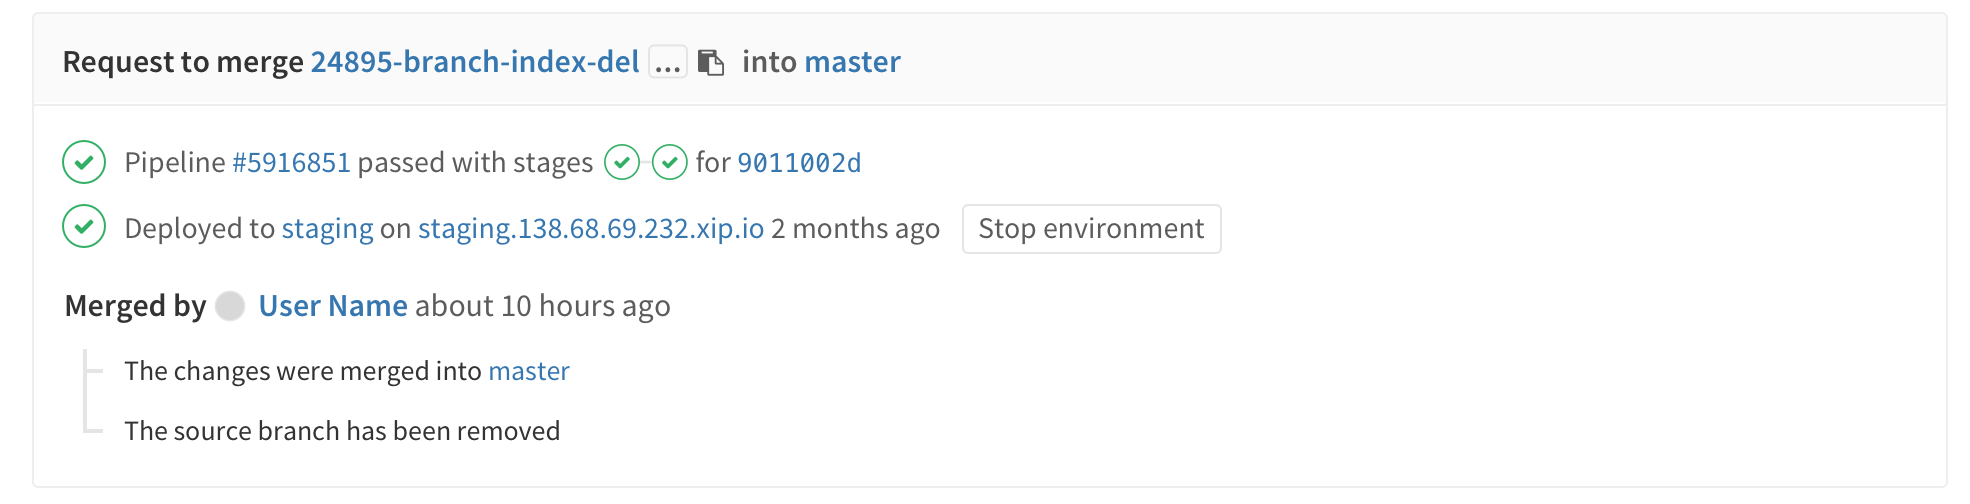 Request to merge 24895-branch-index-del ... into master
Pipeline #5916851 passed with stages for 9011002d
Deployed to staging on staging.138.68.69.232.xip.io 2 months ago Stop environment
Merged by User Name about 10 hours ago
The changes were merged into master
The source branch has been removed